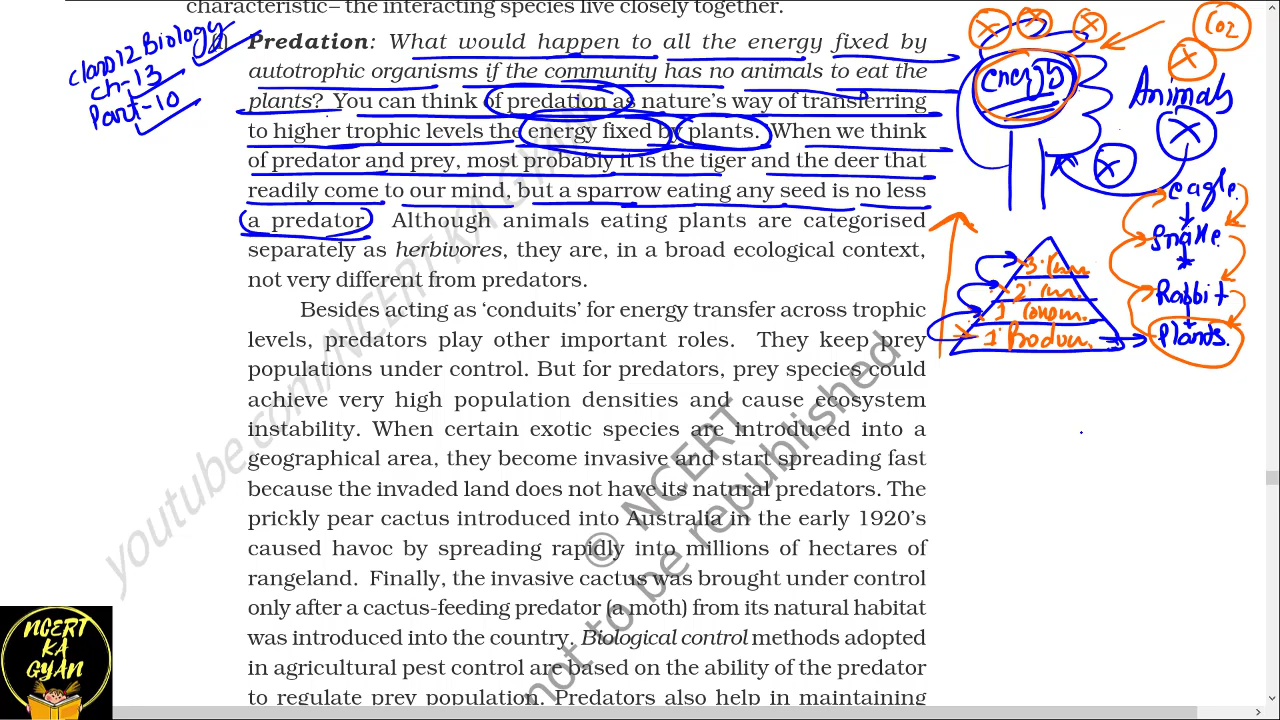 characteristic– the interacting species live closely together.
Class12 Biology
ch-13
Part-10
(i) Predation: What would happen to all the energy fixed by
autotrophic organisms if the community has no animals to eat the
plants? You can think of predation as nature's way of transferring
to higher trophic levels the energy fixed by plants. When we think
of predator and prey, most probably it is the tiger and the deer that
readily come to our mind, but a sparrow eating any seed is no less
a predator. Although animals eating plants are categorised
separately as herbivores, they are, in a broad ecological context,
not very different from predators.
Besides acting as ‘conduits’ for energy transfer across trophic
levels, predators play other important roles. They keep prey
populations under control. But for predators, prey species could
achieve very high population densities and cause ecosystem
instability. When certain exotic species are introduced into a
geographical area, they become invasive and start spreading fast
because the invaded land does not have its natural predators. The
prickly pear cactus introduced into Australia in the early 1920’s
caused havoc by spreading rapidly into millions of hectares of
rangeland. Finally, the invasive cactus was brought under control
only after a cactus-feeding predator (a moth) from its natural habitat
was introduced into the country. Biological control methods adopted
in agricultural pest control are based on the ability of the predator
to regulate prey population. Predators also help in maintaining
CO2
energy
Animals
eagle
Snake
Rabbit
Plants
3° Con
2° Con.
1° Consm.
1° Producer
youtube.com/NCERT KA GYAN
© NCERT
not to be republished
NCERT
KA
GYAN